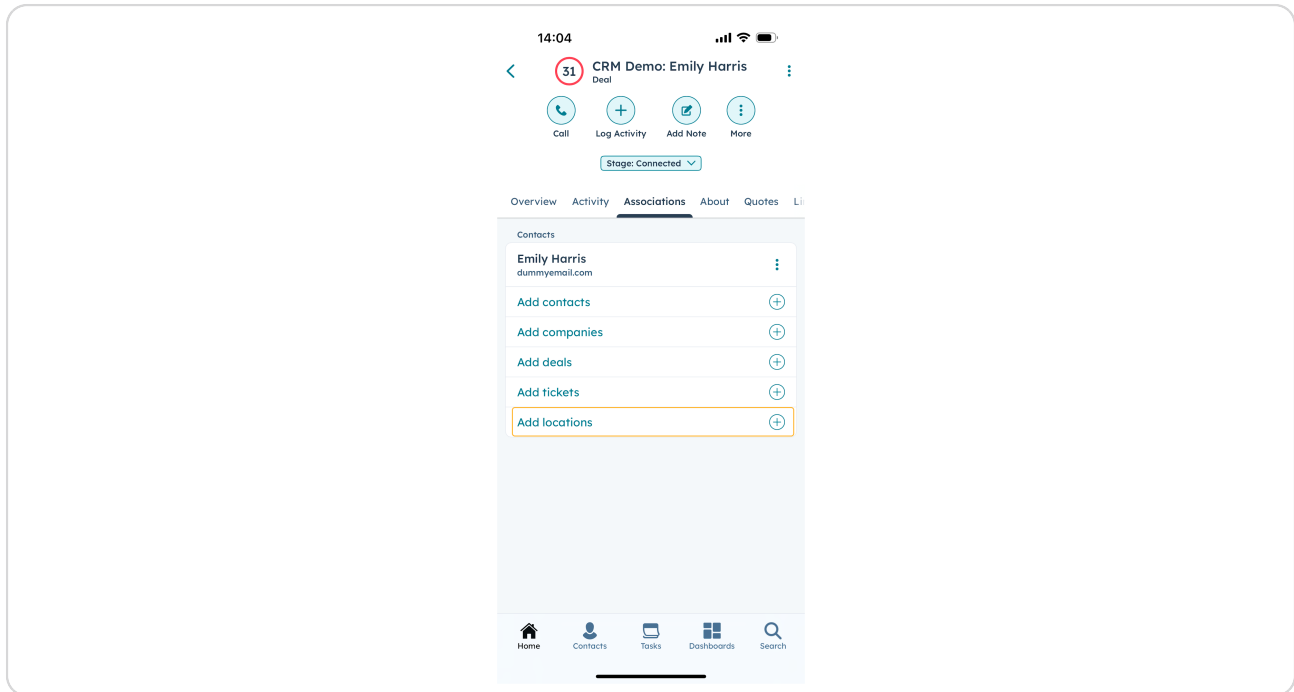 14:04
31
CRM Demo: Emily Harris
Deal
Call
Log Activity
Add Note
More
Stage: Connected
Overview Activity Associations About Quotes Li
Contacts
Emily Harris
dummyemail.com
Add contacts
Add companies
Add deals
Add tickets
Add locations
Home
Contacts
Tasks
Dashboards
Search